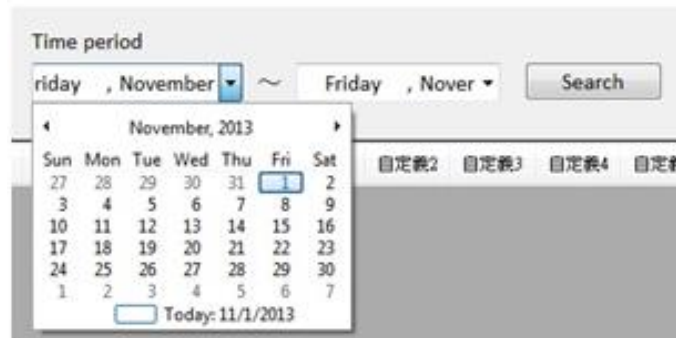 Time period
riday , November ~ Friday , Nover Search
November, 2013
Sun Mon Tue Wed Thu Fri Sat
27 28 29 30 31 1 2
3 4 5 6 7 8 9
10 11 12 13 14 15 16
17 18 19 20 21 22 23
24 25 26 27 28 29 30
1 2 3 4 5 6 7
Today: 11/1/2013
自定義2 自定義3 自定義4 自定義